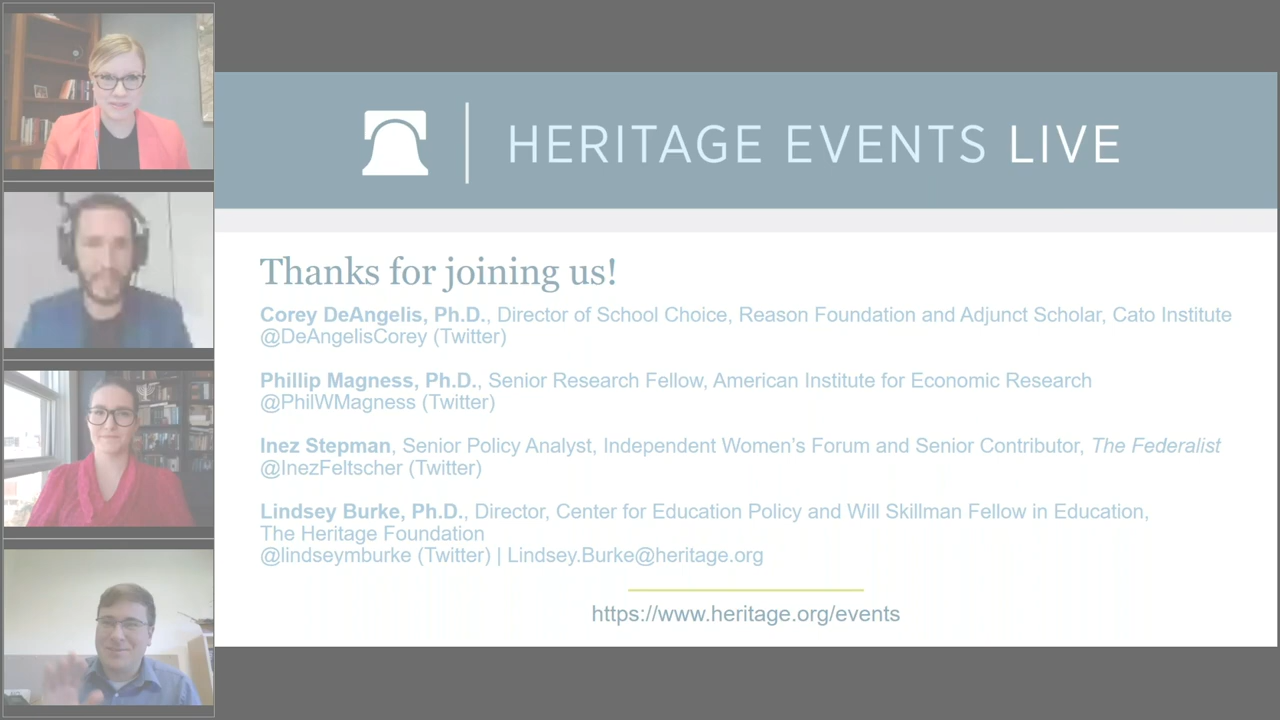 HERITAGE EVENTS LIVE
Thanks for joining us!
Corey DeAngelis, Ph.D., Director of School Choice, Reason Foundation and Adjunct Scholar, Cato Institute
@DeAngelisCorey (Twitter)
Phillip Magness, Ph.D., Senior Research Fellow, American Institute for Economic Research
@PhilWMagness (Twitter)
Inez Stepman, Senior Policy Analyst, Independent Women's Forum and Senior Contributor, The Federalist
@InezFeltscher (Twitter)
Lindsey Burke, Ph.D., Director, Center for Education Policy and Will Skillman Fellow in Education,
The Heritage Foundation
@lindseymburke (Twitter) | Lindsey.Burke@heritage.org
https://www.heritage.org/events